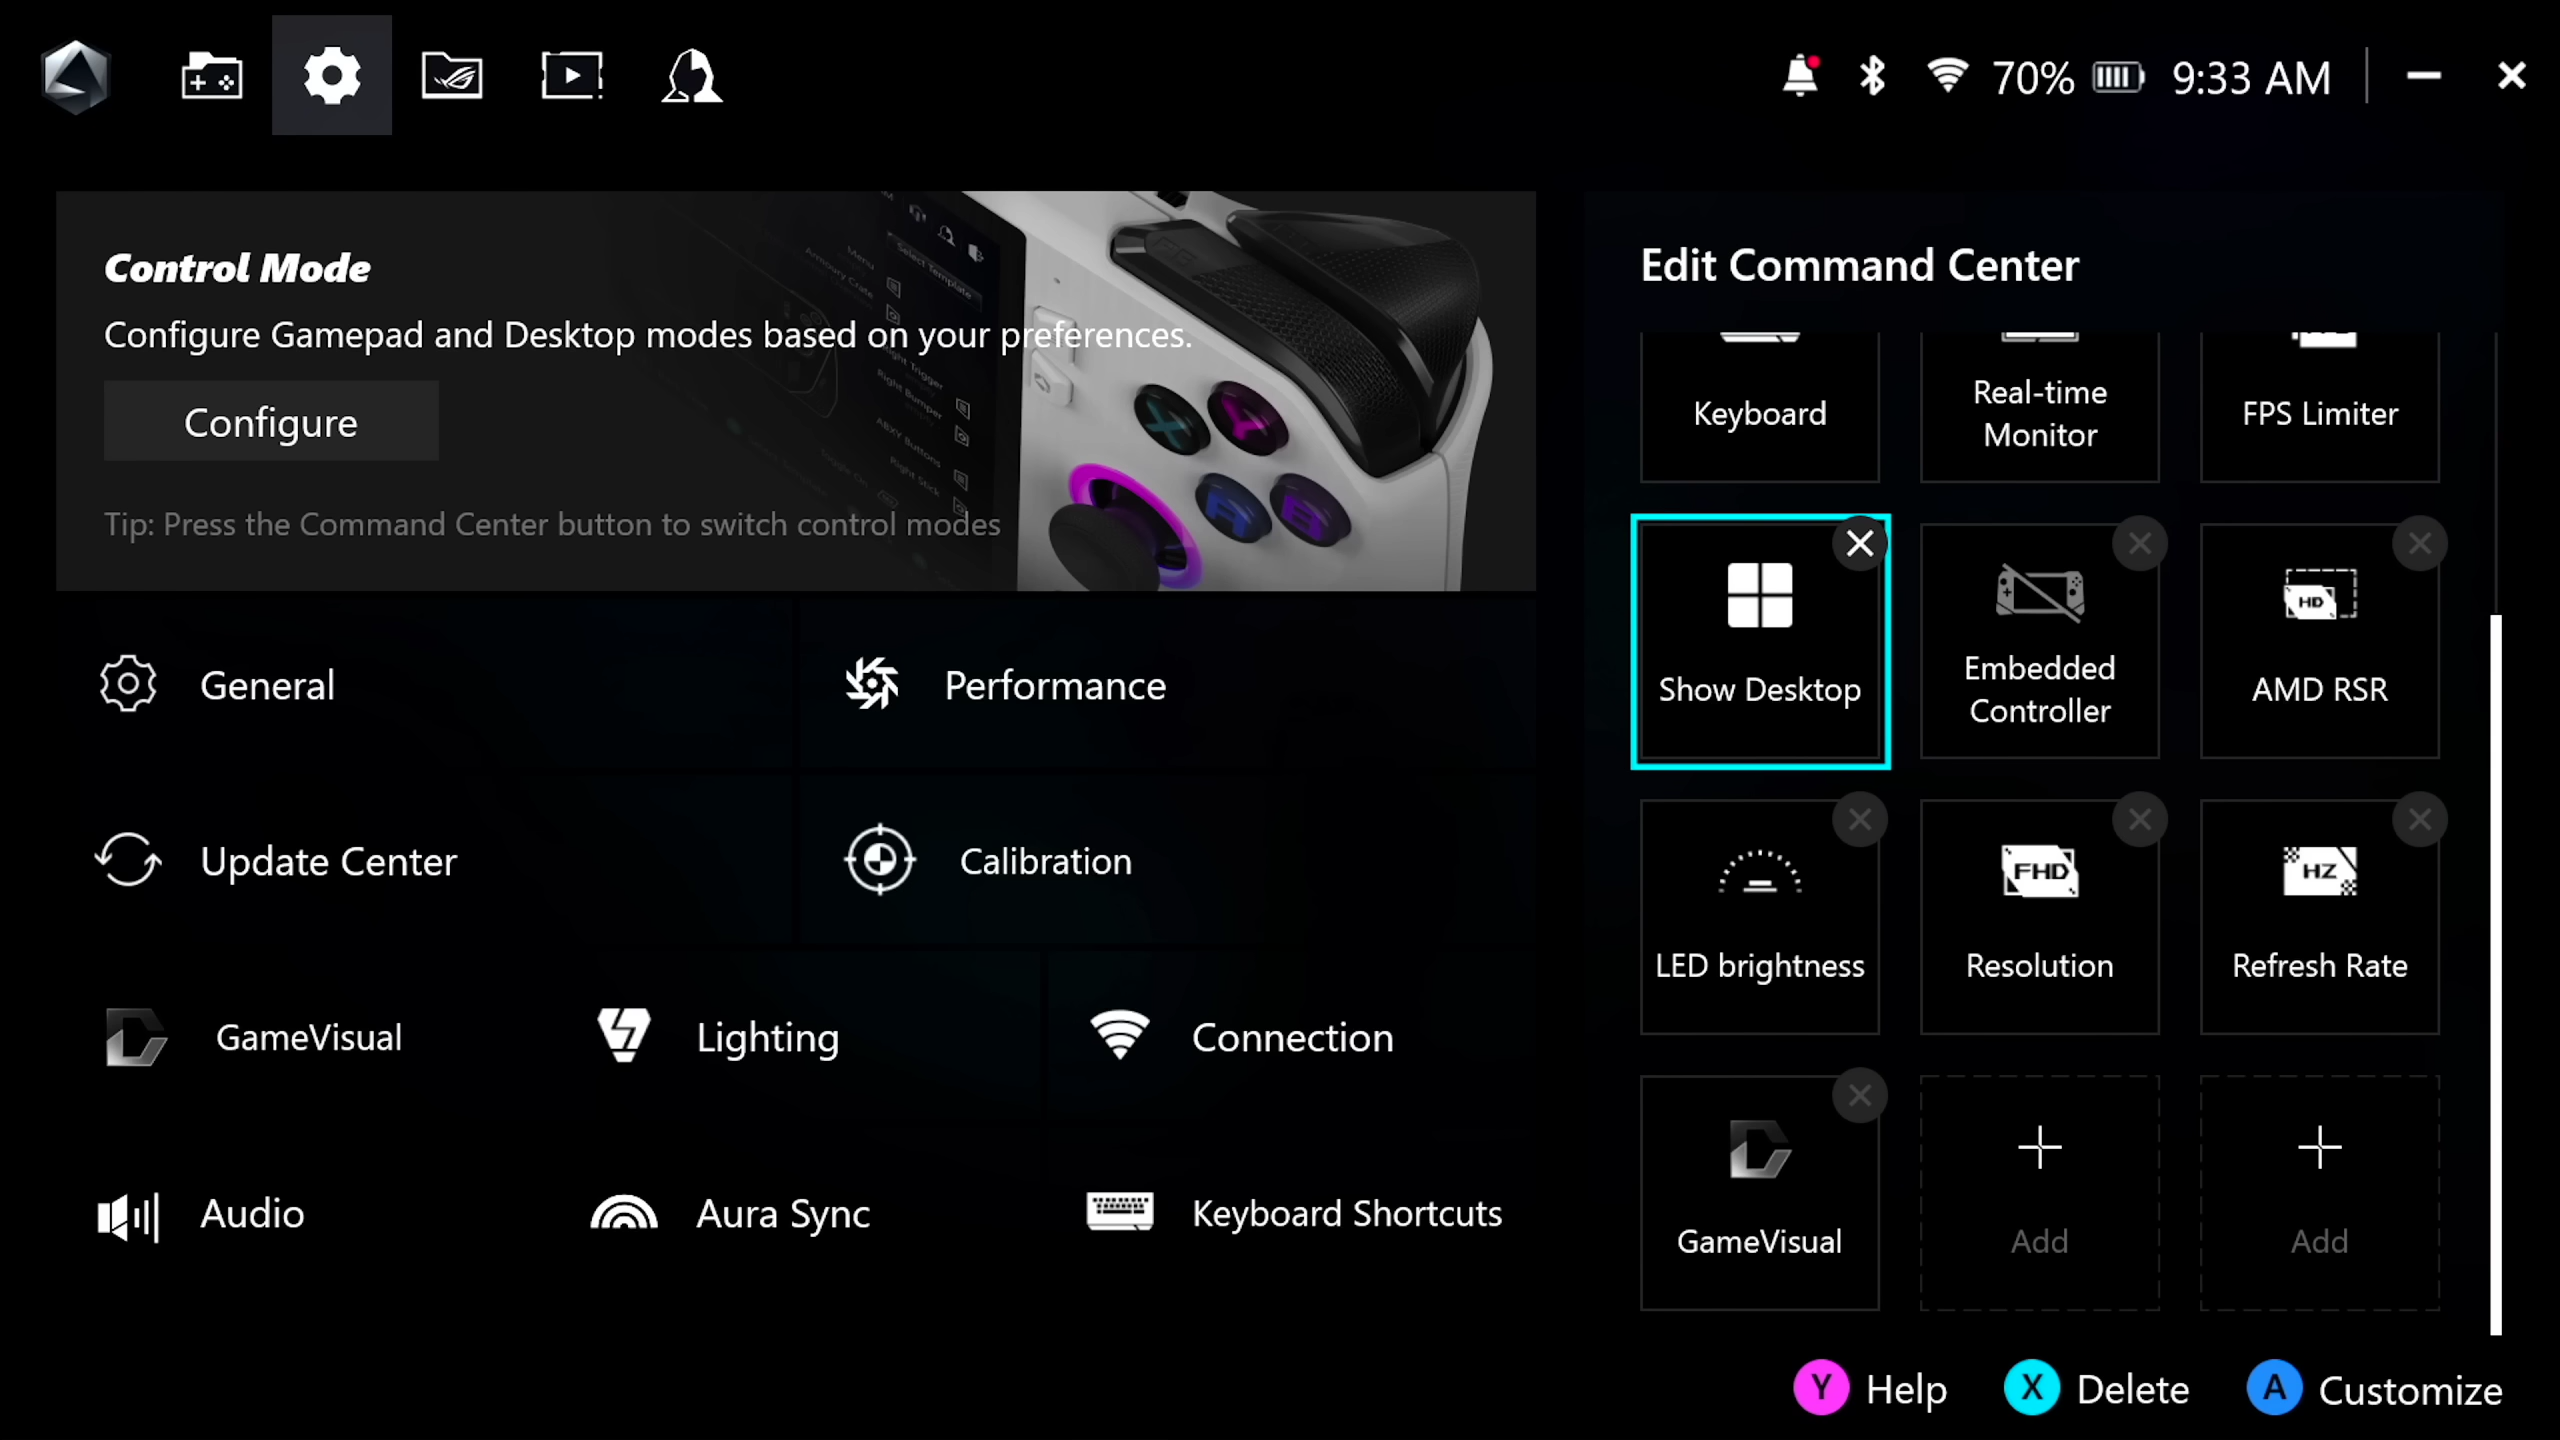 70%
9:33 AM
Control Mode
Configure Gamepad and Desktop modes based on your preferences.
Configure
Tip: Press the Command Center button to switch control modes
General
Performance
Update Center
Calibration
GameVisual
Lighting
Connection
Audio
Aura Sync
Keyboard Shortcuts
Edit Command Center
Keyboard
Real-time
Monitor
FPS Limiter
Show Desktop
Embedded
Controller
HD
AMD RSR
LED brightness
FHD
Resolution
HZ
Refresh Rate
GameVisual
Add
Add
X
Y
A
B
Y Help
X Delete
A Customize